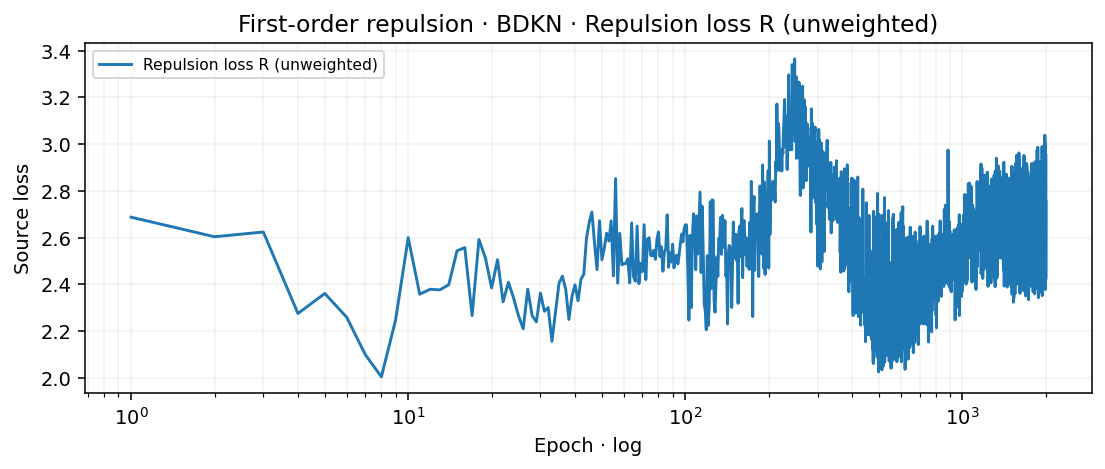 First-order repulsion · BDKN · Repulsion loss R (unweighted)
Repulsion loss R (unweighted)
Source loss
3.4
3.2
3.0
2.8
2.6
2.4
2.2
2.0
10⁰ 10¹ 10² 10³
Epoch · log